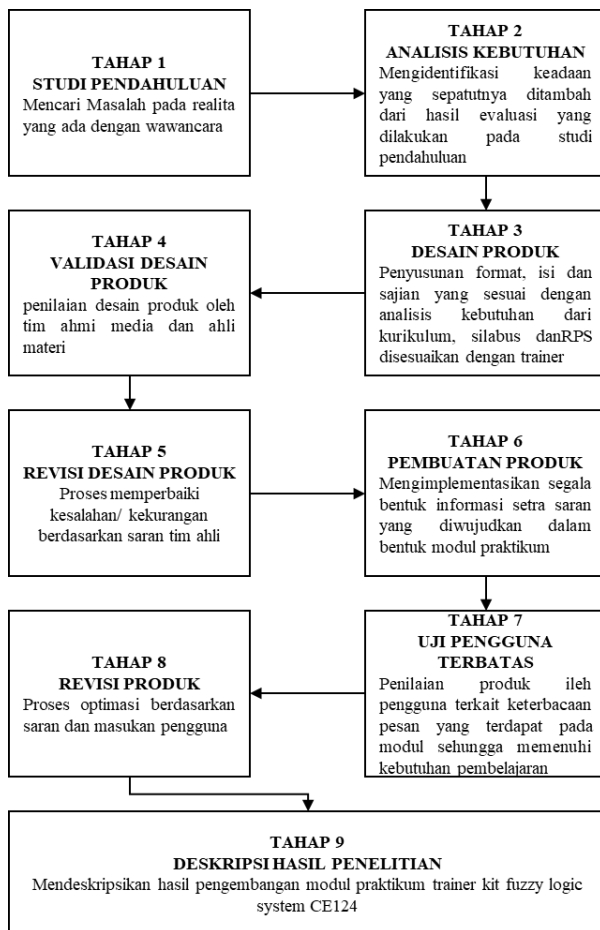 TAHAP 1
STUDI PENDAHULUAN
Mencari Masalah pada realita
yang ada dengan wawancara
TAHAP 2
ANALISIS KEBUTUHAN
Mengidentifikasi keadaan
yang sepatutnya ditambah
dari hasil evaluasi yang
dilakukan pada studi
pendahuluan
TAHAP 3
DESAIN PRODUK
Penyusunan format, isi dan
sajian yang sesuai dengan
analisis kebutuhan dari
kurikulum, silabus danRPS
disesuaikan dengan trainer
TAHAP 4
VALIDASI DESAIN
PRODUK
penilaian desain produk oleh
tim ahmi media dan ahli
materi
TAHAP 5
REVISI DESAIN PRODUK
Proses memperbaiki
kesalahan/ kekurangan
berdasarkan saran tim ahli
TAHAP 6
PEMBUATAN PRODUK
Mengimplementasikan segala
bentuk informasi setra saran
yang diwujudkan dalam
bentuk modul praktikum
TAHAP 7
UJI PENGGUNA
TERBATAS
Penilaian produk ileh
pengguna terkait keterbacaan
pesan yang terdapat pada
modul sehungga memenuhi
kebutuhan pembelajaran
TAHAP 8
REVISI PRODUK
Proses optimasi berdasarkan
saran dan masukan pengguna
TAHAP 9
DESKRIPSI HASIL PENELITIAN
Mendeskripsikan hasil pengembangan modul praktikum trainer kit fuzzy logic
system CE124